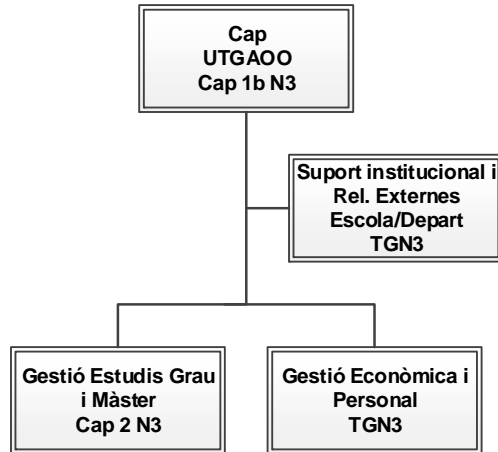 Cap
UTGAOO
Cap 1b N3
Suport institucional i
Rel. Externes
Escola/Depart
TGN3
Gestió Estudis Grau
i Màster
Cap 2 N3
Gestió Econòmica i
Personal
TGN3